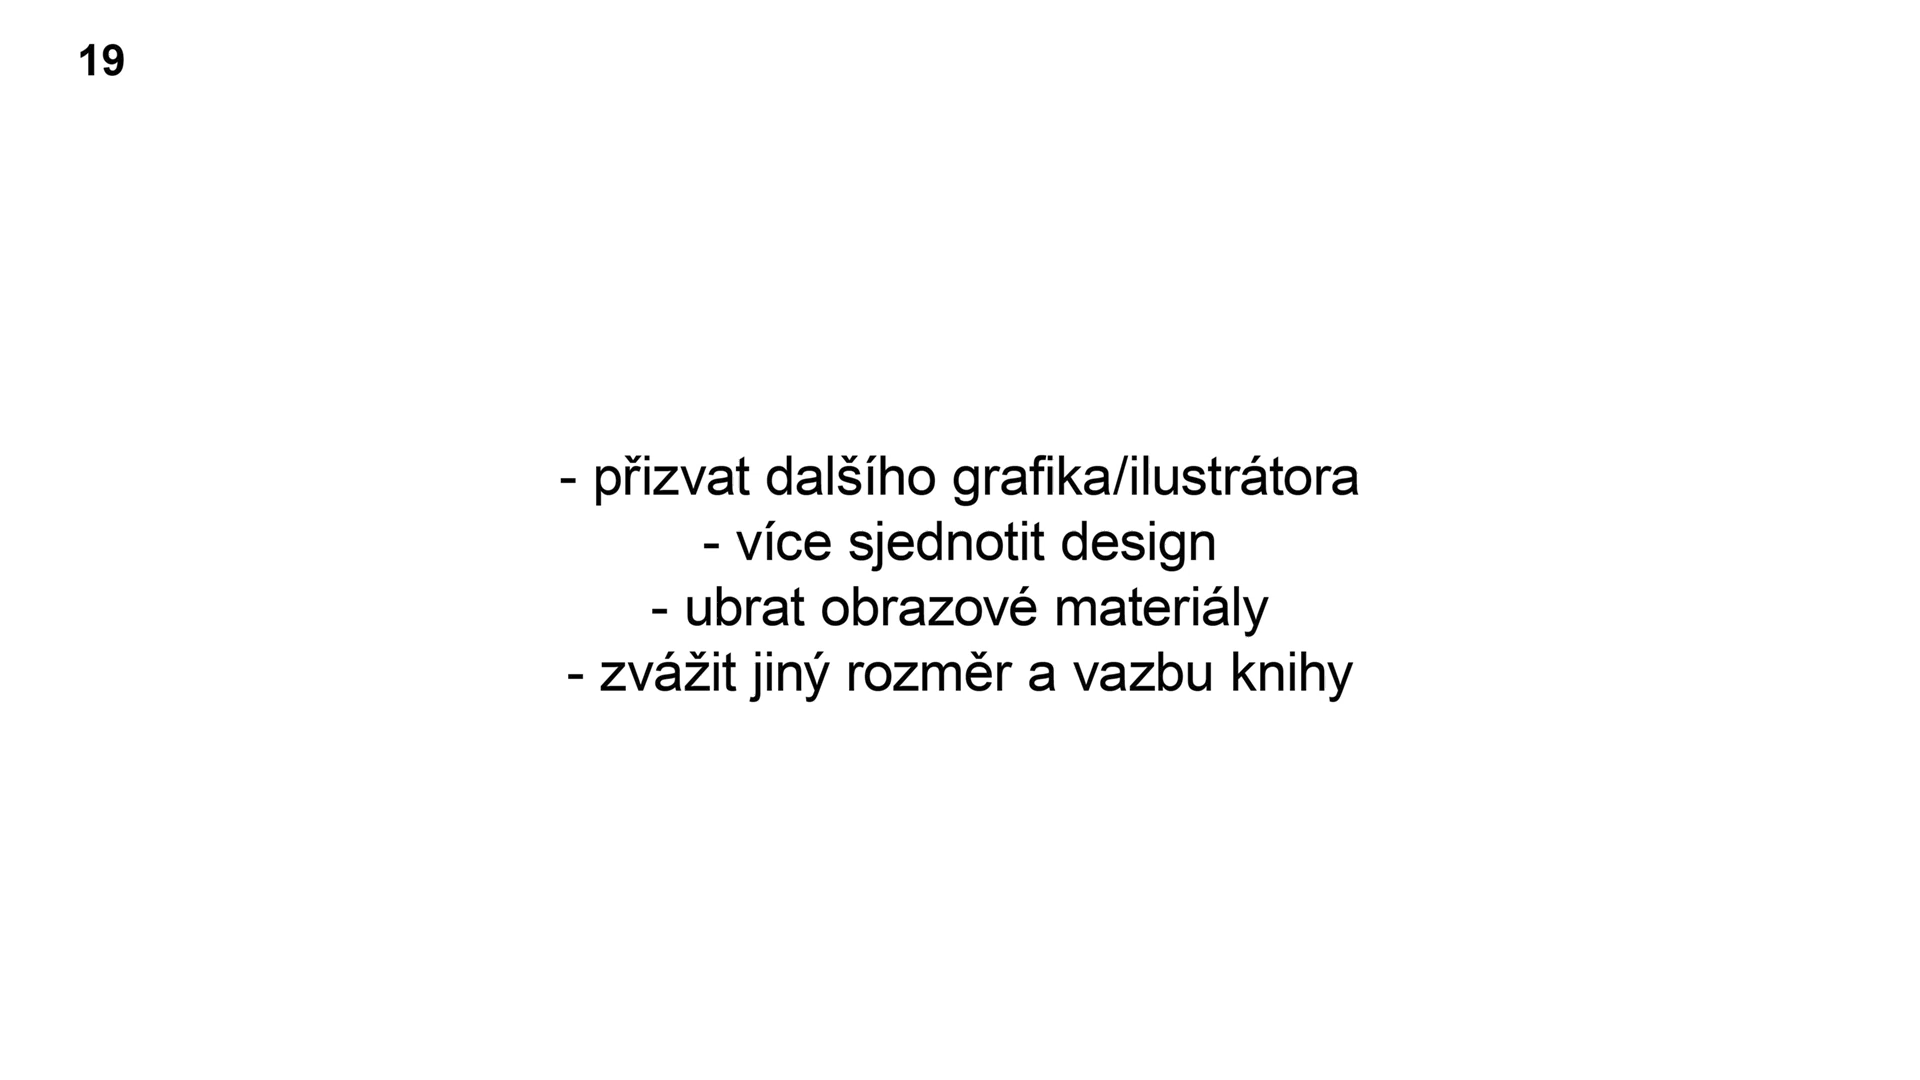 19
- přizvat dalšího grafika/ilustrátora
- více sjednotit design
- ubrat obrazové materiály
- zvážit jiný rozměr a vazbu knihy